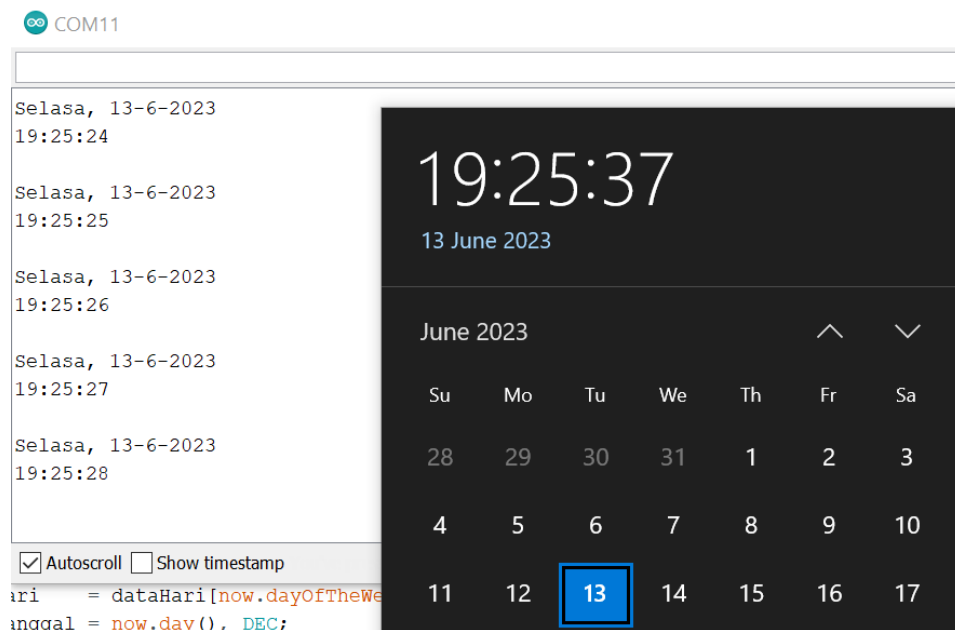 COM11
Selasa, 13-6-2023
19:25:24
Selasa, 13-6-2023
19:25:25
Selasa, 13-6-2023
19:25:26
Selasa, 13-6-2023
19:25:27
Selasa, 13-6-2023
19:25:28
Autoscroll Show timestamp
ari = dataHari[now.dayOfTheWe
anggal = now.day(), DEC;
19:25:37
13 June 2023
June 2023
Su Mo Tu We Th Fr Sa
28 29 30 31 1 2 3
4 5 6 7 8 9 10
11 12 13 14 15 16 17